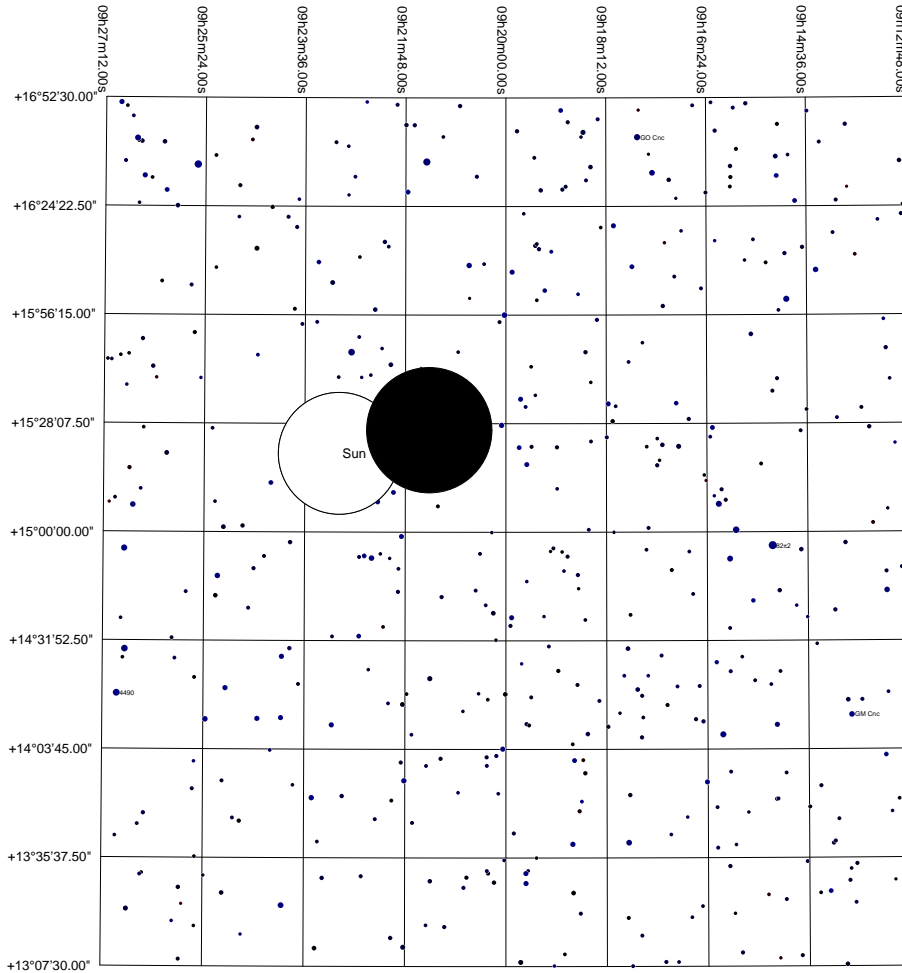 09h27m12.00s
09h25m24.00s
09h23m36.00s
09h21m48.00s
09h20m00.00s
09h18m12.00s
09h16m24.00s
09h14m36.00s
09h12m48.00s
+16°52'30.00"
GO Cnc
+16°24'22.50"
+15°56'15.00"
+15°28'07.50"
Sun
+15°00'00.00"
+14°31'52.50"
4490
GM Cnc
+14°03'45.00"
+13°35'37.50"
+13°07'30.00"